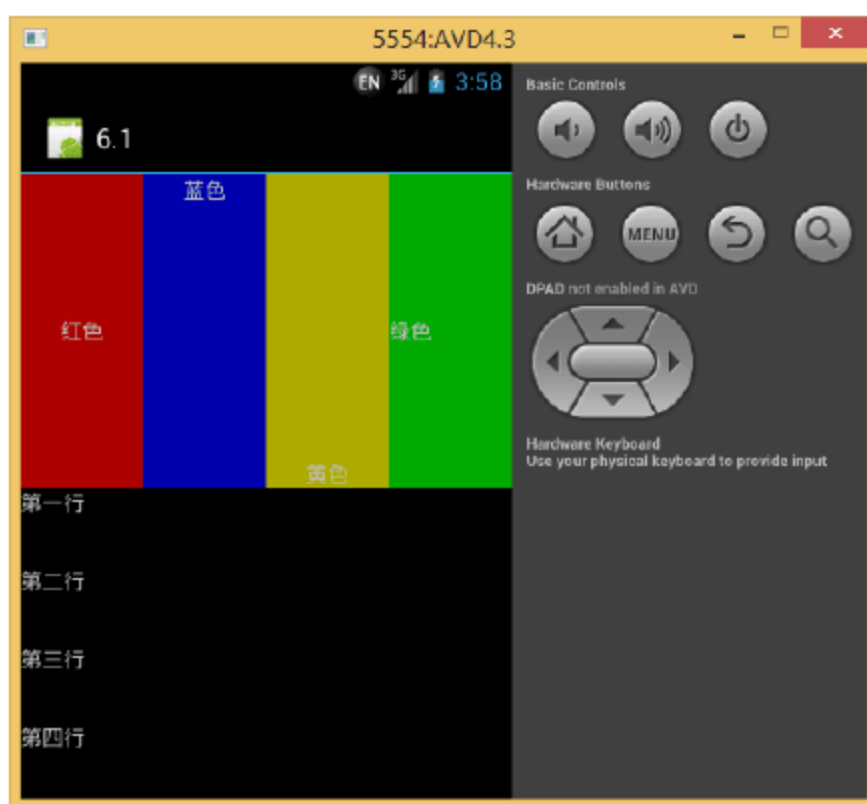 5554:AVD4.3
EN 3G 3:58
6.1
蓝色
红色
绿色
黄色
第一行
第二行
第三行
第四行
Basic Controls
Hardware Buttons
MENU
DPAD not enabled in AVD
Hardware Keyboard
Use your physical keyboard to provide input